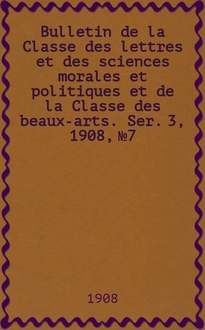 Bulletin de la
Classe des lettres
et des sciences
morales et
politiques et de
la Classe des
beaux-arts. Ser. 3,
1908, №7
1908